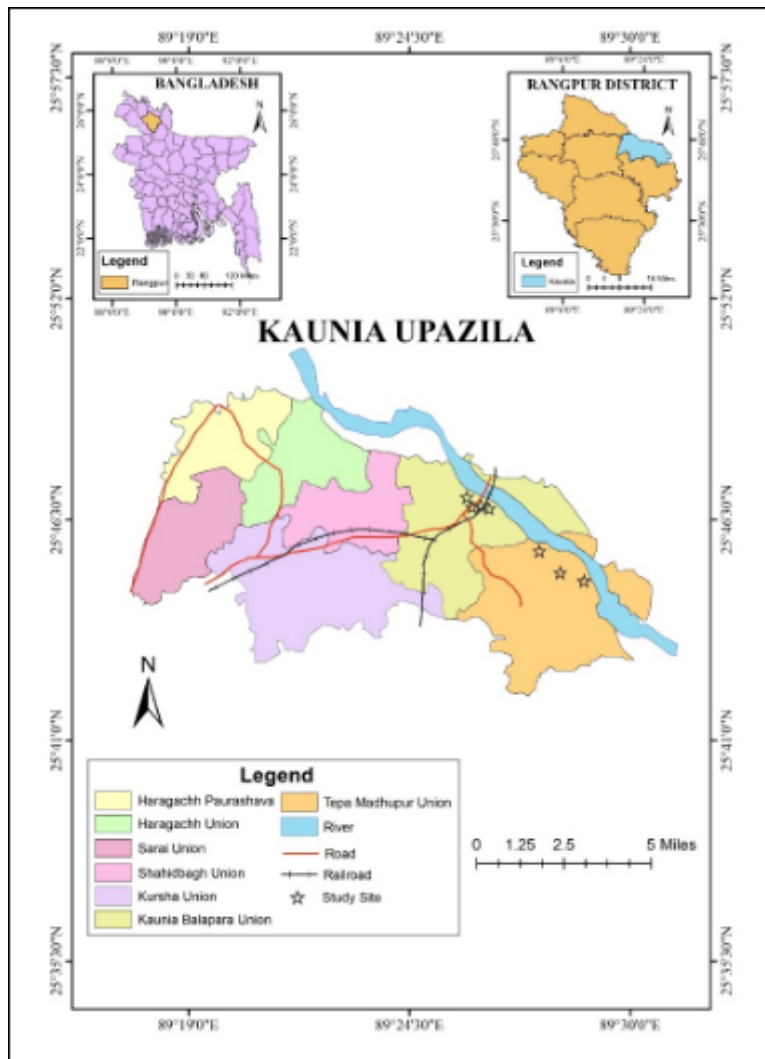 89°19'0"E 89°24'30"E 89°30'0"E
25°57'30"N
25°52'0"N
25°46'30"N
25°41'0"N
25°35'30"N
BANGLADESH
N
Legend
Rangpur
RANGPUR DISTRICT
N
Legend
Kaunia
KAUNIA UPAZILA
N
Legend
Haragachh Paurashava
Haragachh Union
Sarai Union
Shahidbagh Union
Kursha Union
Kaunia Balapara Union
Tepa Madhupur Union
River
Road
Railroad
Study Site
0 1.25 2.5 5 Miles
25°57'30"N
25°52'0"N
25°46'30"N
25°41'0"N
25°35'30"N
89°19'0"E 89°24'30"E 89°30'0"E